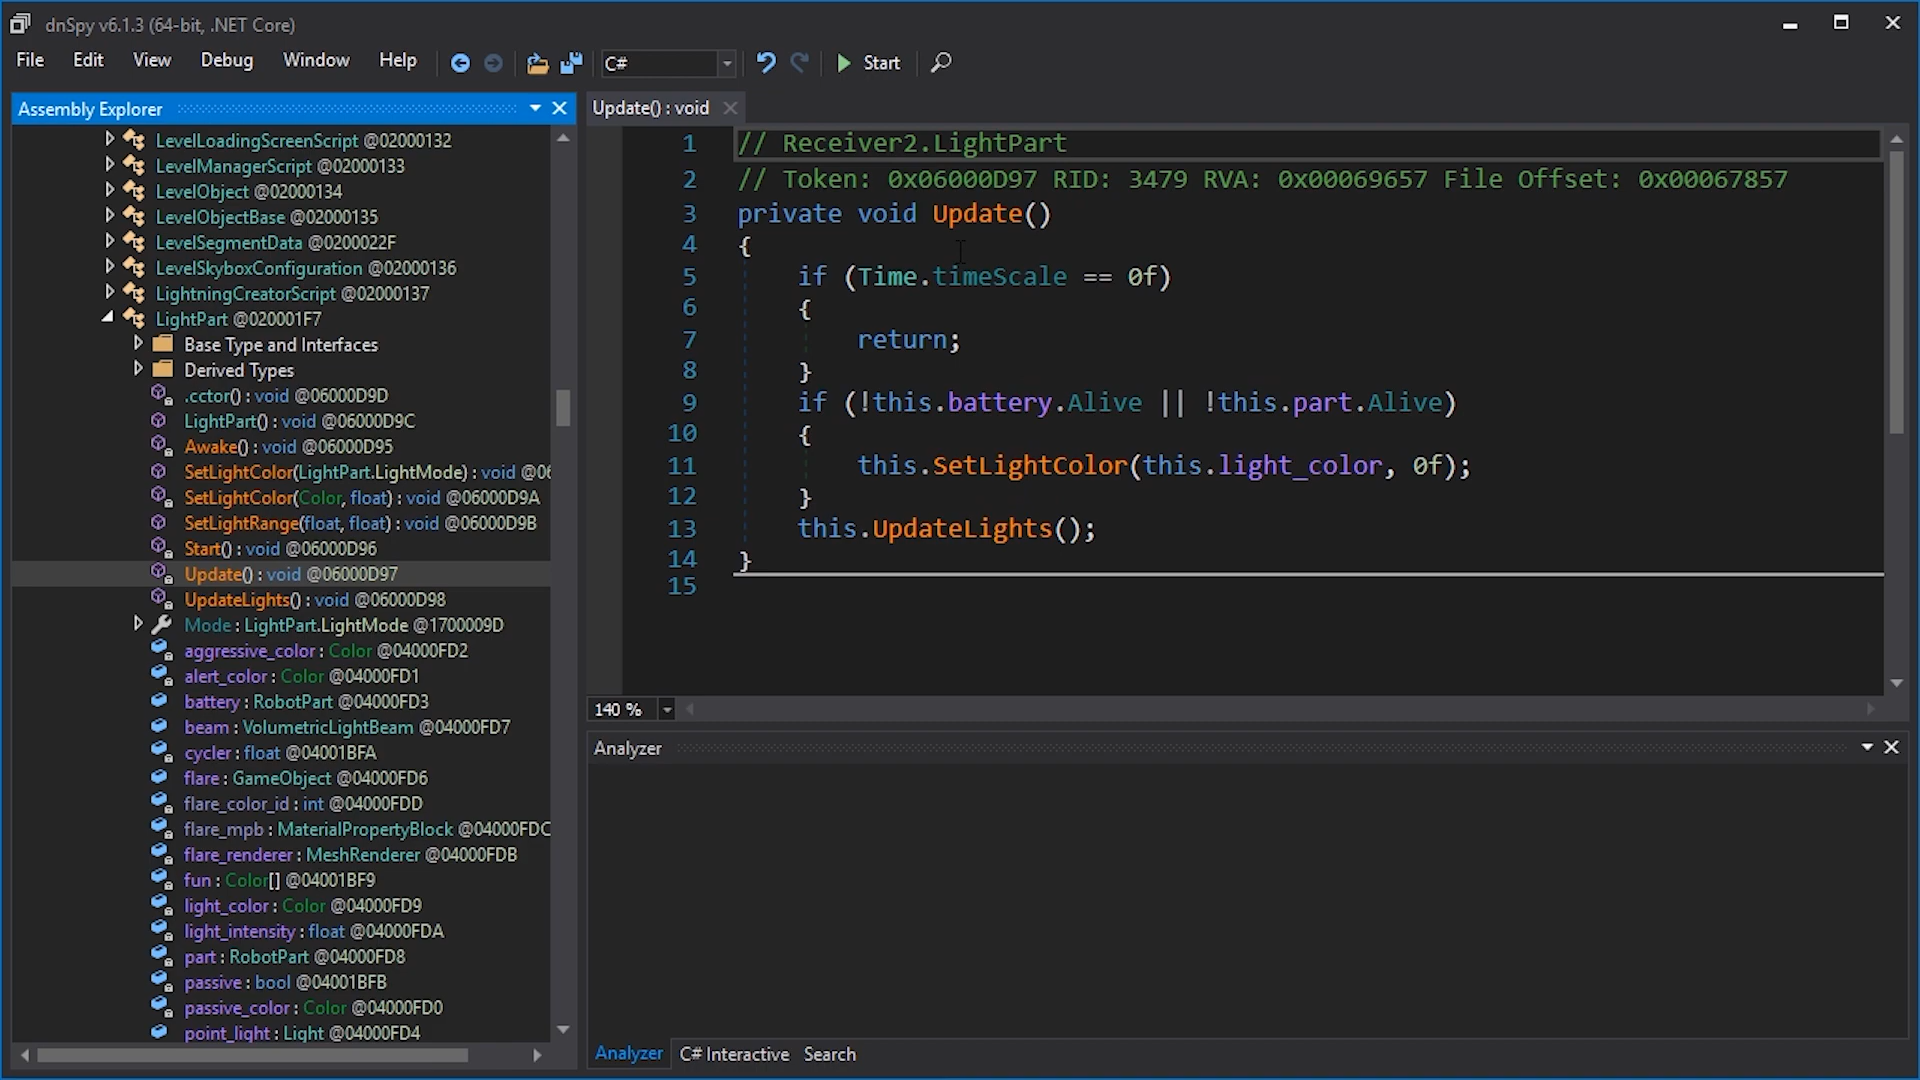 dnSpy v6.1.3 (64-bit, .NET Core)
File Edit View Debug Window Help C# Start
Assembly Explorer
LevelLoadingScreenScript @02000132
LevelManagerScript @02000133
LevelObject @02000134
LevelObjectBase @02000135
LevelSegmentData @0200022F
LevelSkyboxConfiguration @02000136
LightningCreatorScript @02000137
LightPart @020001F7
Base Type and Interfaces
Derived Types
.cctor() : void @06000D9D
LightPart() : void @06000D9C
Awake() : void @06000D95
SetLightColor(LightPart.LightMode) : void @06
SetLightColor(Color, float) : void @06000D9A
SetLightRange(float, float) : void @06000D9B
Start() : void @06000D96
Update() : void @06000D97
UpdateLights() : void @06000D98
Mode : LightPart.LightMode @1700009D
aggressive_color : Color @04000FD2
alert_color : Color @04000FD1
battery : RobotPart @04000FD3
beam : VolumetricLightBeam @04000FD7
cycler : float @04001BFA
flare : GameObject @04000FD6
flare_color_id : int @04000FDD
flare_mpb : MaterialPropertyBlock @04000FDC
flare_renderer : MeshRenderer @04000FDB
fun : Color[] @04001BF9
light_color : Color @04000FD9
light_intensity : float @04000FDA
part : RobotPart @04000FD8
passive : bool @04001BFB
passive_color : Color @04000FD0
point_light : Light @04000FD4
Update() : void
1 // Receiver2.LightPart
2 // Token: 0x06000D97 RID: 3479 RVA: 0x00069657 File Offset: 0x00067857
3 private void Update()
4 {
5 if (Time.timeScale == 0f)
6 {
7 return;
8 }
9 if (!this.battery.Alive || !this.part.Alive)
10 {
11 this.SetLightColor(this.light_color, 0f);
12 }
13 this.UpdateLights();
14 }
15
140 %
Analyzer
Analyzer C# Interactive Search